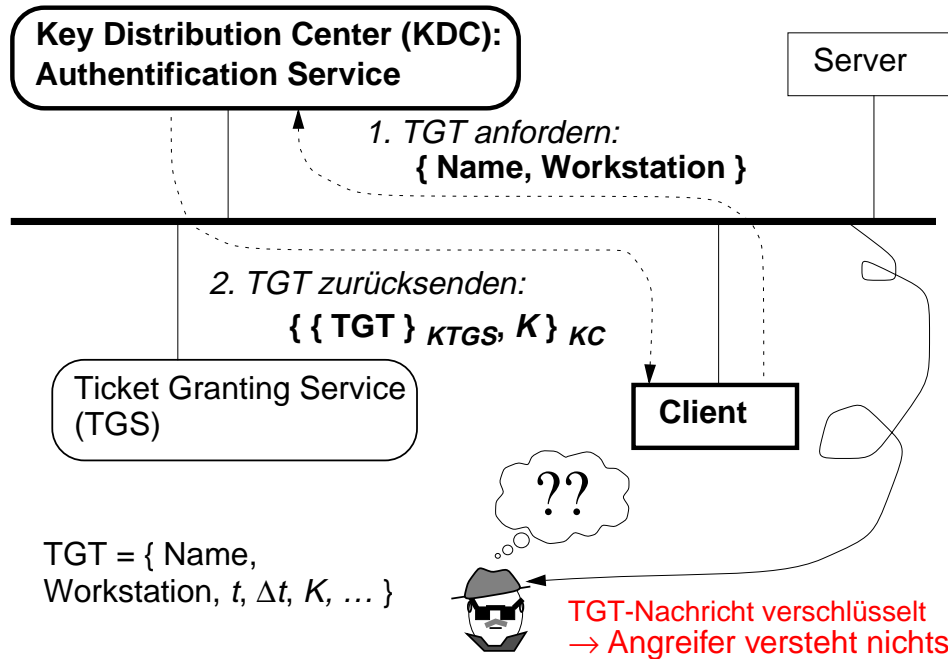 Key Distribution Center (KDC):
Authentification Service
Server
1. TGT anfordern:
{ Name, Workstation }
2. TGT zurücksenden:
{ { TGT } KTGS, K } KC
Ticket Granting Service
(TGS)
Client
??
TGT = { Name,
Workstation, t, Δt, K, … }
TGT-Nachricht verschlüsselt
→ Angreifer versteht nichts